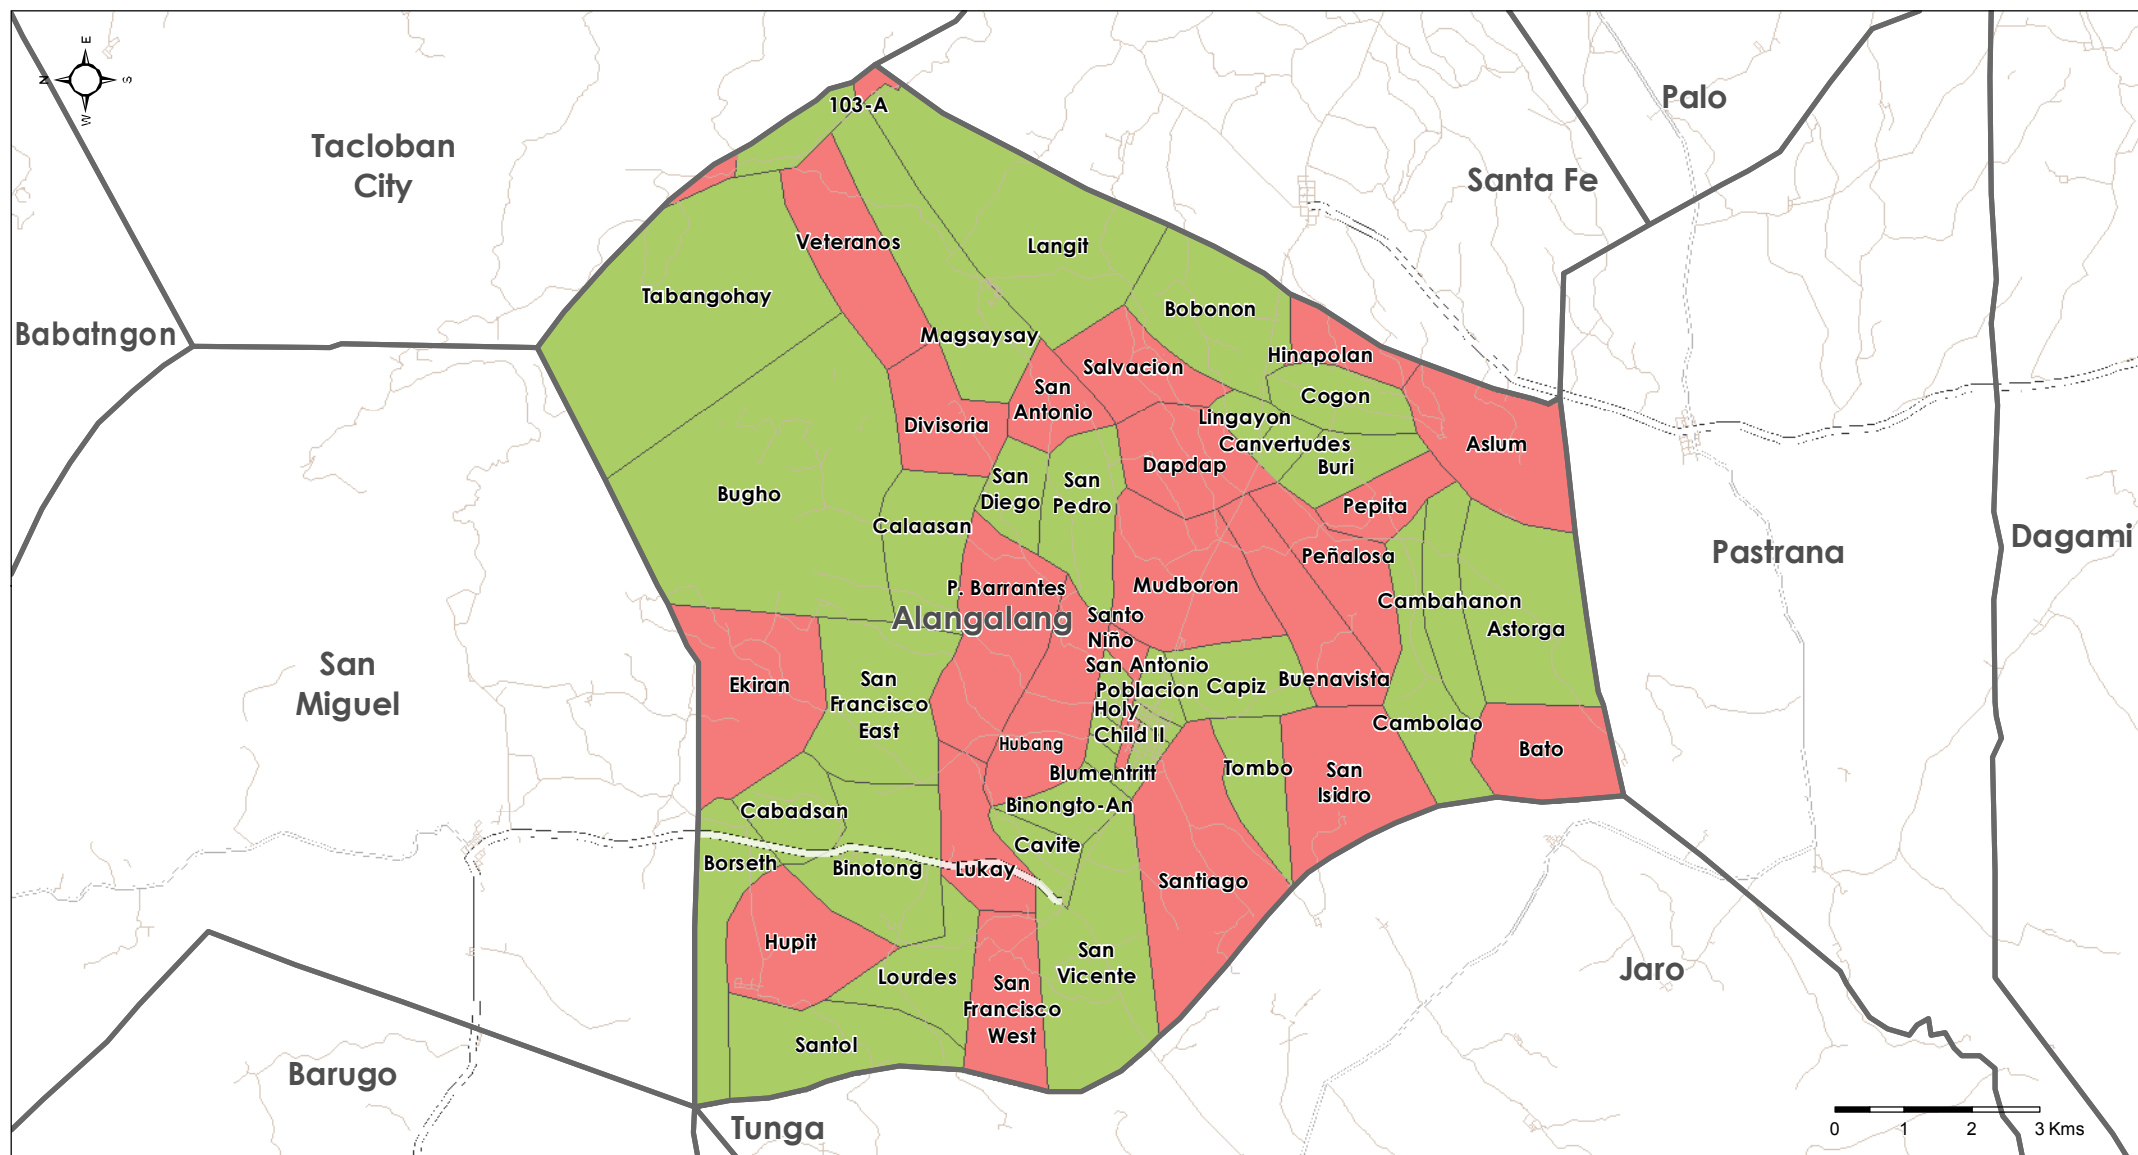 E
N
S
W
Tacloban
City
Palo
Santa Fe
Babatngon
Dagami
Pastrana
San
Miguel
Jaro
Barugo
Tunga
Alangalang
103-A
Veteranos
Langit
Tabangohay
Bobonon
Magsaysay
Hinapolan
Salvacion
San
Antonio
Cogon
Lingayon
Divisoria
Canvertudes
Aslum
Dapdap
Buri
San
Diego
San
Pedro
Bugho
Pepita
Calaasan
Peñalosa
P. Barrantes
Mudboron
Cambahanon
Santo
Niño
Astorga
San Antonio
Poblacion
Capiz
Buenavista
Ekiran
San
Francisco
East
Holy
Child II
Cambolao
Hubang
Bato
Blumentritt
Tombo
San
Isidro
Binongto-An
Cabadsan
Cavite
Borseth
Binotong
Lukay
Santiago
Hupit
San
Vicente
Lourdes
San
Francisco
West
Santol
0
1
2
3 Kms